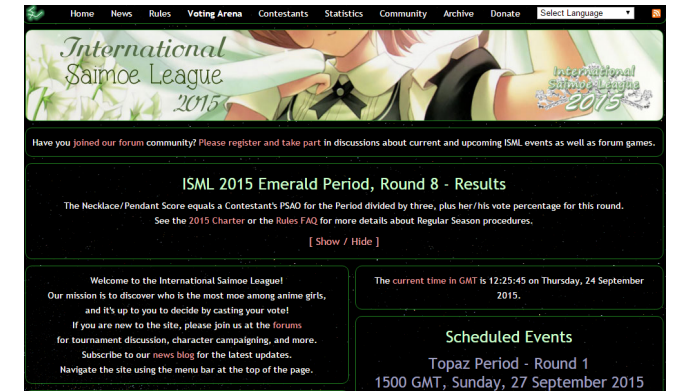 Home News Rules Voting Arena Contestants Statistics Community Archive Donate Select Language
International
Saimoe League
2015
International
Saimoe League
2015
Have you joined our forum community? Please register and take part in discussions about current and upcoming ISML events as well as forum games.
ISML 2015 Emerald Period, Round 8 - Results
The Necklace/Pendant Score equals a Contestant's PSAO for the Period divided by three, plus her/his vote percentage for this round.
See the 2015 Charter or the Rules FAQ for more details about Regular Season procedures.
[ Show / Hide ]
Welcome to the International Saimoe League!
Our mission is to discover who is the most moe among anime girls,
and it's up to you to decide by casting your vote!
If you are new to the site, please join us at the forums
for tournament discussion, character campaigning, and more.
Subscribe to our news blog for the latest updates.
Navigate the site using the menu bar at the top of the page.
The current time in GMT is 12:25:45 on Thursday, 24 September
2015.
Scheduled Events
Topaz Period - Round 1
1500 GMT, Sunday, 27 September 2015